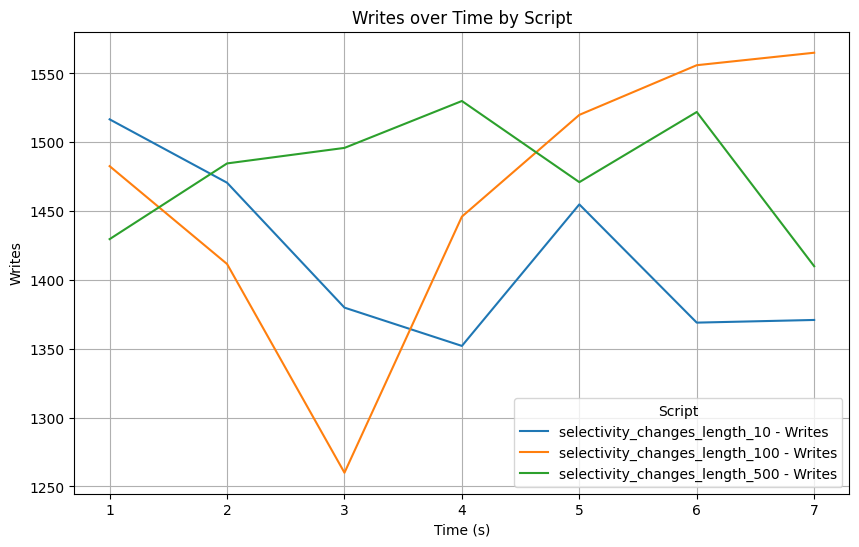 Writes over Time by Script
Writes
1550
1500
1450
1400
1350
1300
1250
Script
selectivity_changes_length_10 - Writes
selectivity_changes_length_100 - Writes
selectivity_changes_length_500 - Writes
1 2 3 4 5 6 7
Time (s)